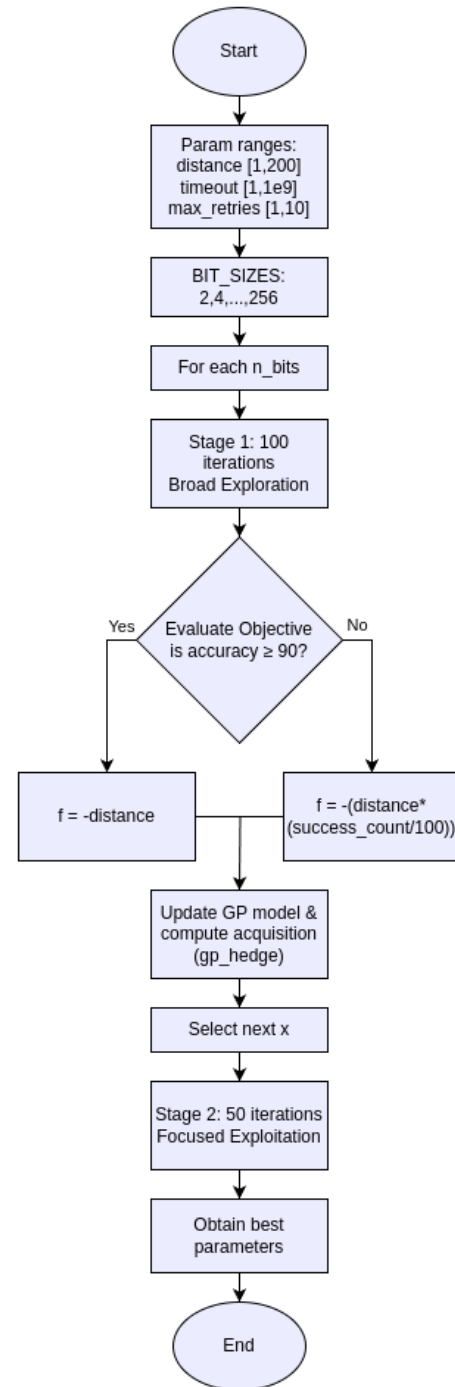 Start
Param ranges:
distance [1,200]
timeout [1,1e9]
max_retries [1,10]
BIT_SIZES:
2,4,...,256
For each n_bits
Stage 1: 100
iterations
Broad Exploration
Evaluate Objective
is accuracy ≥ 90?
Yes
No
f = -distance
f = -(distance*
(success_count/100))
Update GP model &
compute acquisition
(gp_hedge)
Select next x
Stage 2: 50 iterations
Focused Exploitation
Obtain best
parameters
End